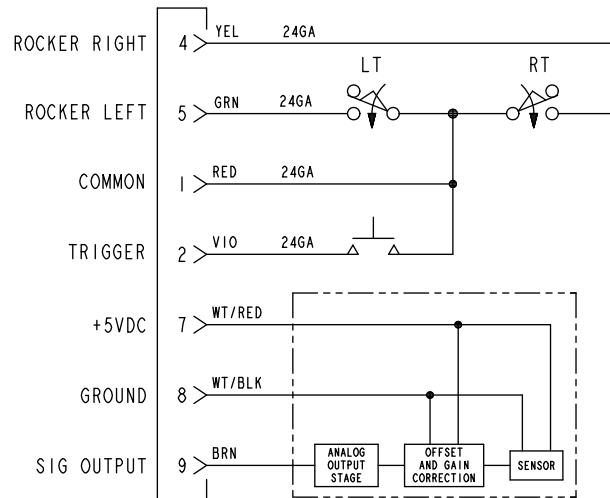 ROCKER RIGHT 4 YEL 24GA
LT RT
ROCKER LEFT 5 GRN 24GA
COMMON 1 RED 24GA
TRIGGER 2 VIO 24GA
+5VDC 7 WT/RED
GROUND 8 WT/BLK
SIG OUTPUT 9 BRN
ANALOG
OUTPUT
STAGE
OFFSET
AND GAIN
CORRECTION
SENSOR